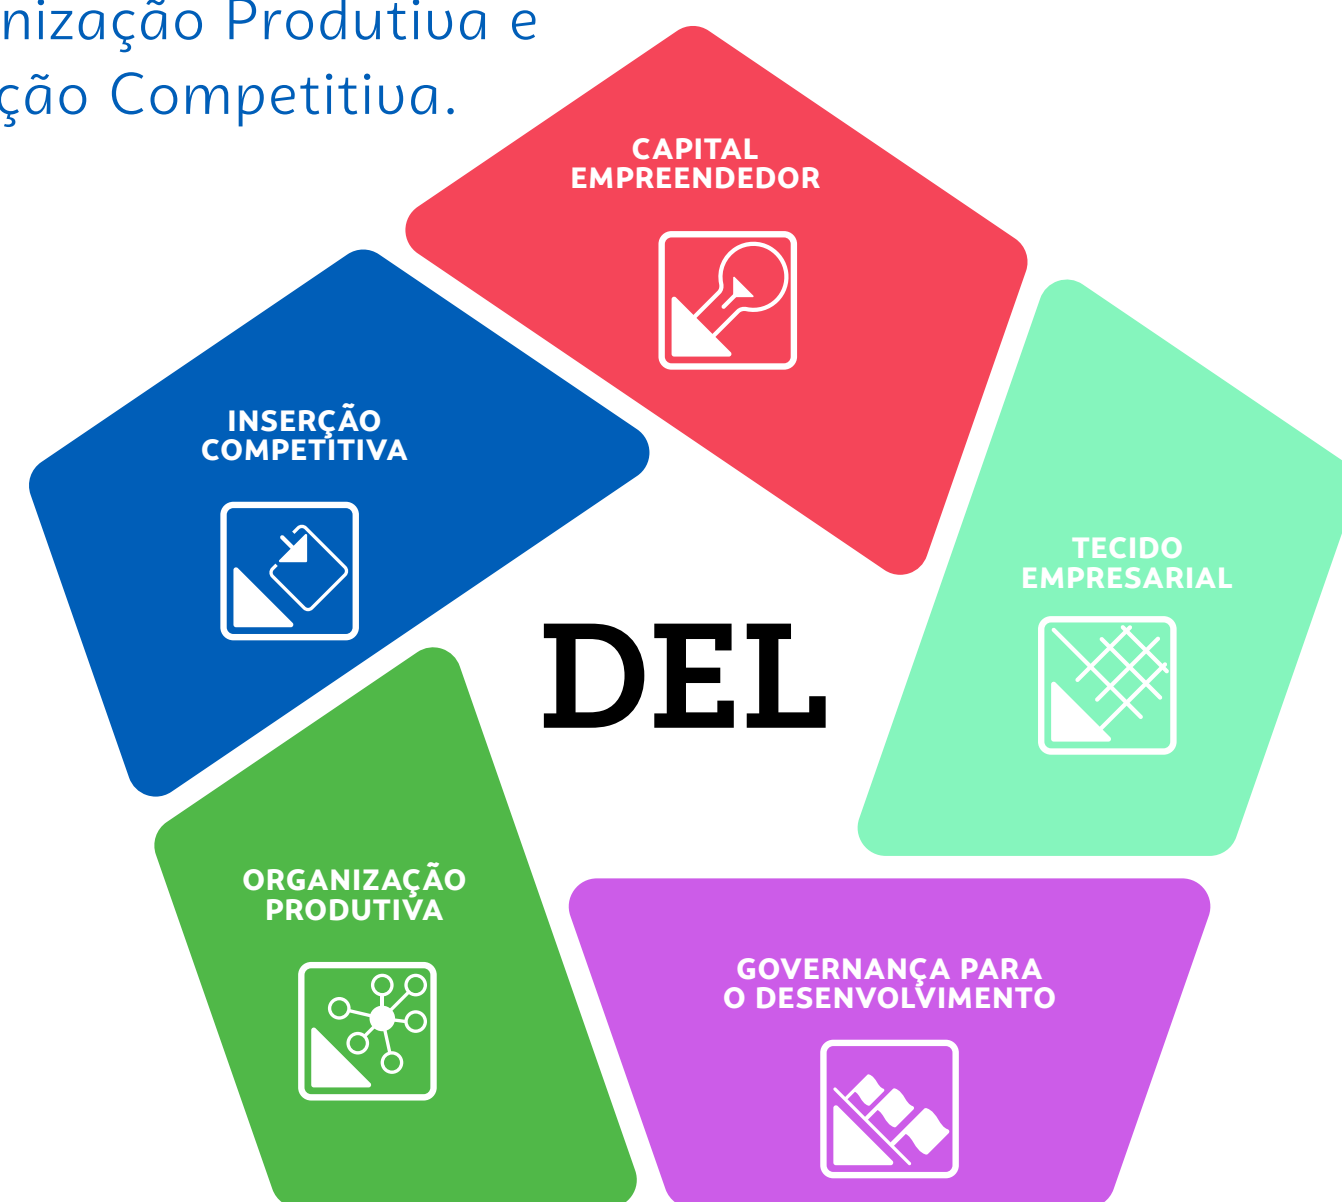 nização Produtiva e
ção Competitiva.
CAPITAL
EMPREENDEDOR
INSERÇÃO
COMPETITIVA
TECIDO
EMPRESARIAL
DEL
ORGANIZAÇÃO
PRODUTIVA
GOVERNANÇA PARA
O DESENVOLVIMENTO